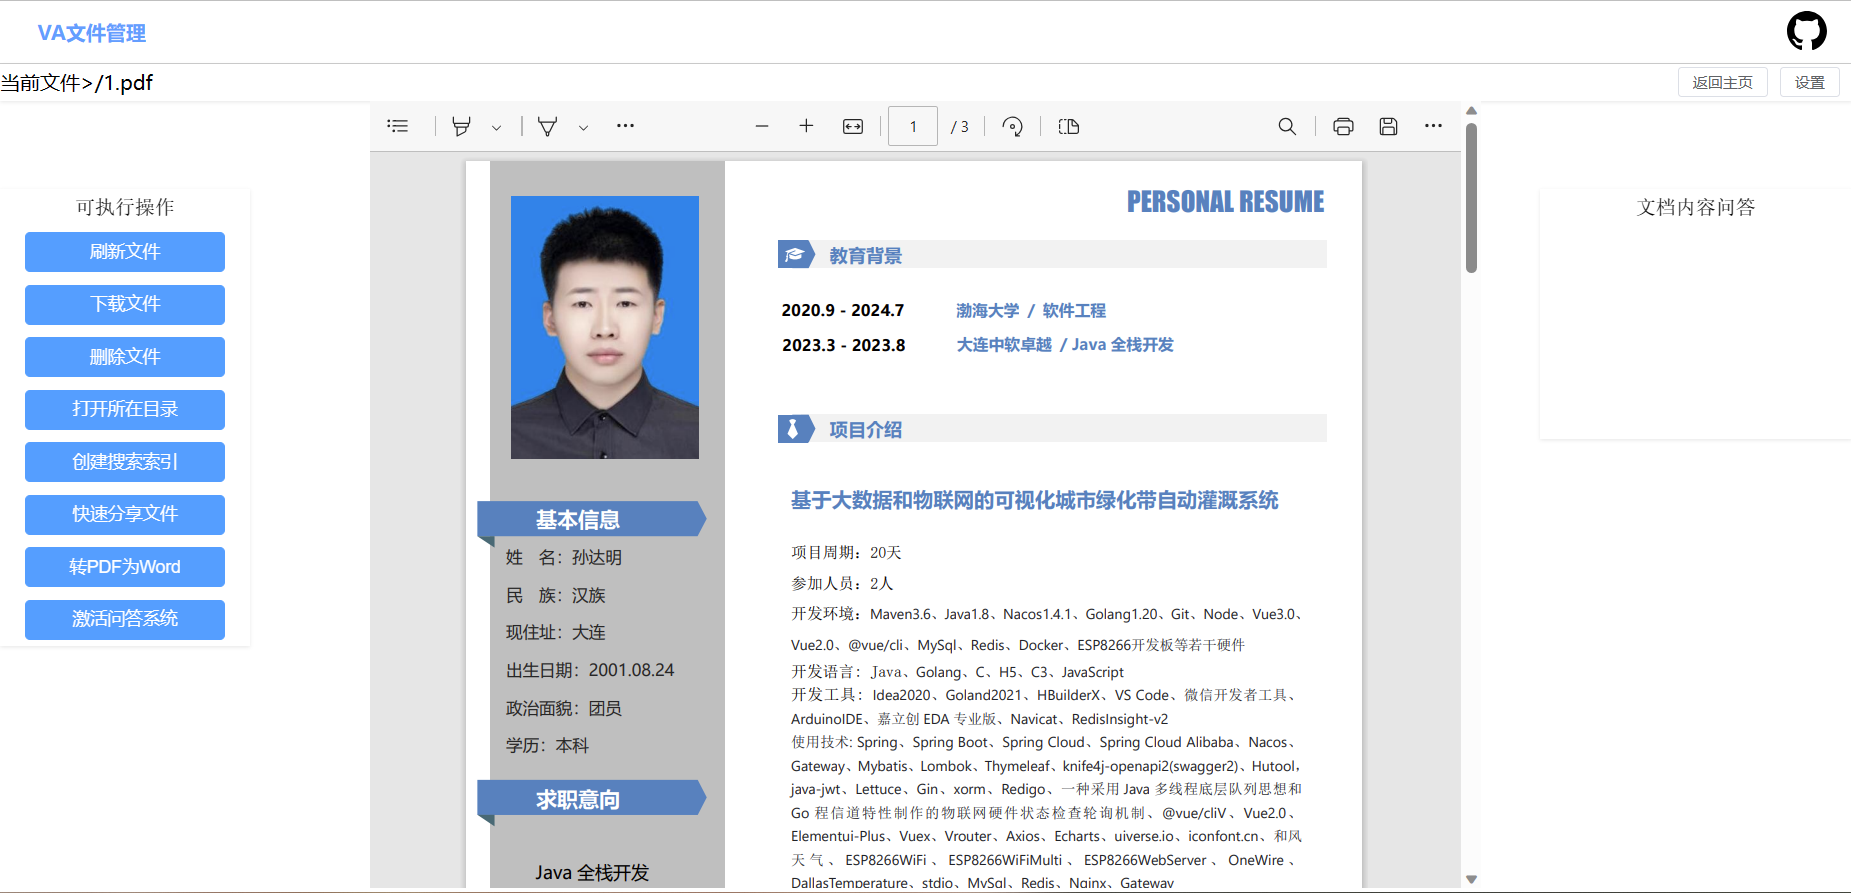 VA文件管理
当前文件>/1.pdf
返回主页
设置
可执行操作
刷新文件
下载文件
删除文件
打开所在目录
创建搜索索引
快速分享文件
转PDF为Word
激活问答系统
1
/ 3
基本信息
姓 名：孙达明
民 族：汉族
现住址：大连
出生日期：2001.08.24
政治面貌：团员
学历：本科
求职意向
Java 全栈开发
PERSONAL RESUME
教育背景
2020.9 - 2024.7 渤海大学 / 软件工程
2023.3 - 2023.8 大连中软卓越 / Java 全栈开发
项目介绍
基于大数据和物联网的可视化城市绿化带自动灌溉系统
项目周期：20天
参加人员：2人
开发环境：Maven3.6、Java1.8、Nacos1.4.1、Golang1.20、Git、Node、Vue3.0、
Vue2.0、@vue/cli、MySql、Redis、Docker、ESP8266开发板等若干硬件
开发语言：Java、Golang、C、H5、C3、JavaScript
开发工具：Idea2020、Goland2021、HBuilderX、VS Code、微信开发者工具、
ArduinoIDE、嘉立创 EDA 专业版、Navicat、RedisInsight-v2
使用技术: Spring、Spring Boot、Spring Cloud、Spring Cloud Alibaba、Nacos、
Gateway、Mybatis、Lombok、Thymeleaf、knife4j-openapi2(swagger2)、Hutool，
java-jwt、Lettuce、Gin、xorm、Redigo、一种采用 Java 多线程底层队列思想和
Go 程信道特性制作的物联网硬件状态检查轮询机制、@vue/cliV、Vue2.0、
Elementui-Plus、Vuex、Vrouter、Axios、Echarts、uiverse.io、iconfont.cn、和风
天气、ESP8266WiFi、ESP8266WiFiMulti、ESP8266WebServer、OneWire、
DallasTemperature、stdio、MySql、Redis、Nginx、Gateway
文档内容问答